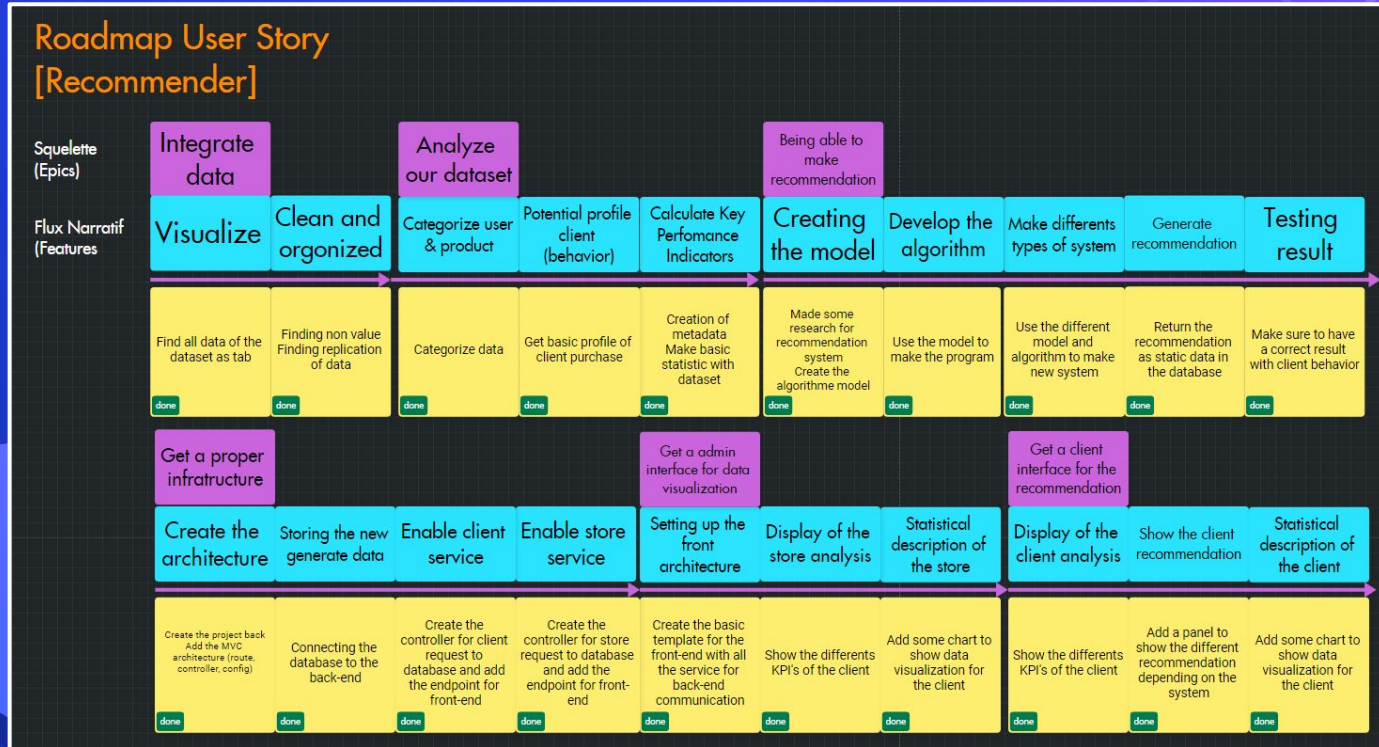 Roadmap User Story
[Recommender]
Squelette
(Epics)
Integrate
data
Analyze
our dataset
Being able to
make
recommendation
Flux Narratif
(Features
Visualize
Clean and
orgonized
Categorize user
& product
Potential profile
client
(behavior)
Calculate Key
Perfomance
Indicators
Creating
the model
Develop the
algorithm
Make differents
types of system
Generate
recommendation
Testing
result
Find all data of the
dataset as tab
done
Finding non value
Finding replication
of data
done
Categorize data
done
Get basic profile of
client purchase
done
Creation of
metadata
Make basic
statistic with
dataset
done
Made some
research for
recommendation
system
Create the
algorithme model
done
Use the model to
make the program
done
Use the different
model and
algorithm to make
new system
done
Return the
recommendation
as static data in
the database
done
Make sure to have
a correct result
with client behavior
done
Get a proper
infratructure
Get a admin
interface for data
visualization
Get a client
interface for the
recommendation
Create the
architecture
Storing the new
generate data
Enable client
service
Enable store
service
Setting up the
front
architecture
Display of the
store analysis
Statistical
description of
the store
Display of the
client analysis
Show the client
recommendation
Statistical
description of
the client
Create the project back
Add the MVC
architecture (route,
controller, config)
done
Connecting the
database to the
back-end
done
Create the
controller for client
request to
database and add
the endpoint for
front-end
done
Create the
controller for store
request to database
and add the
endpoint for front-
end
done
Create the basic
template for the
front-end with all
the service for
back-end
communication
done
Show the differents
KPI's of the client
done
Add some chart to
show data
visualization for
the client
done
Show the differents
KPI's of the client
done
Add a panel to
show the different
recommendation
depending on the
system
done
Add some chart to
show data
visualization for
the client
done